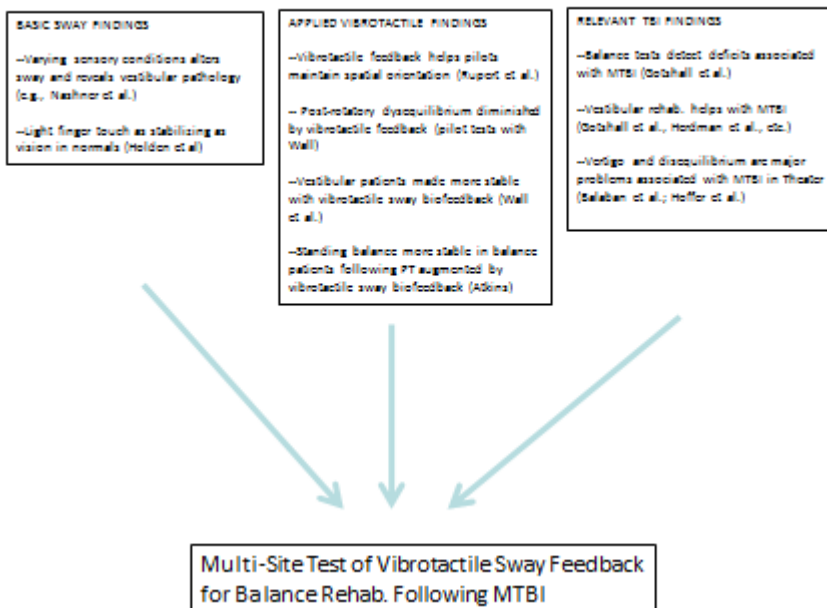 BASIC SWAY FINDINGS
--Varying sensory conditions alters
sway and reveals vestibular pathology
(e.g., Nashner et al.)
--Light finger touch as stabilizing as
vision in normals (Holden et al)
APPLIED VIBROTACTILE FINDINGS
--Vibrotactile feedback helps pilots
maintain spatial orientation (Rupert et al.)
-- Post-rotatory dysequilibrium diminished
by vibrotactile feedback (pilot tests with
Wall)
--Vestibular patients made more stable
with vibrotactile sway biofeedback (Wall
et al.)
--Standing balance more stable in balance
patients following PT augmented by
vibrotactile sway biofeedback (Atkins)
RELEVANT TBI FINDINGS
--Balance tests detect deficits associated
with MTBI (Gotshall et al.)
--Vestibular rehab. helps with MTBI
(Gotshall et al., Herdman et al., etc.)
--Vertigo and disequilibrium are major
problems associated with MTBI in Theater
(Balaban et al.; Hoffer et al.)
Multi-Site Test of Vibrotactile Sway Feedback
for Balance Rehab. Following MTBI